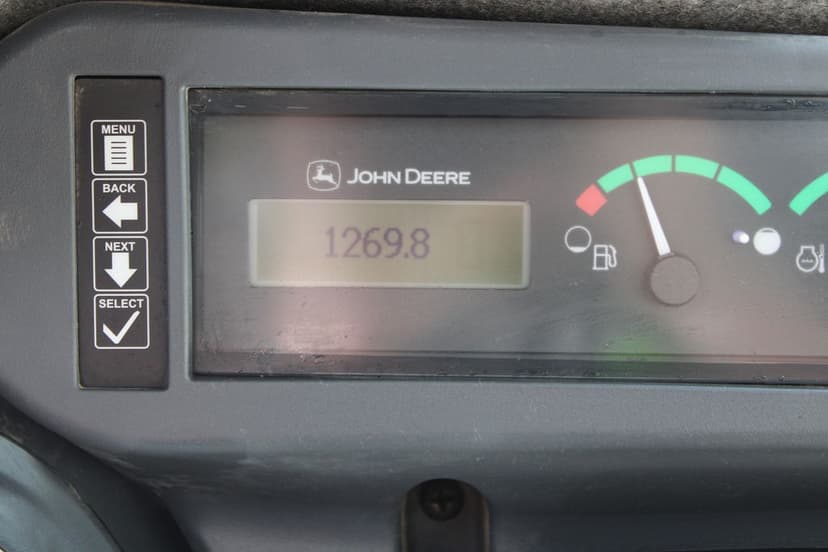 MENU
BACK
NEXT
SELECT
JOHN DEERE
1269.8